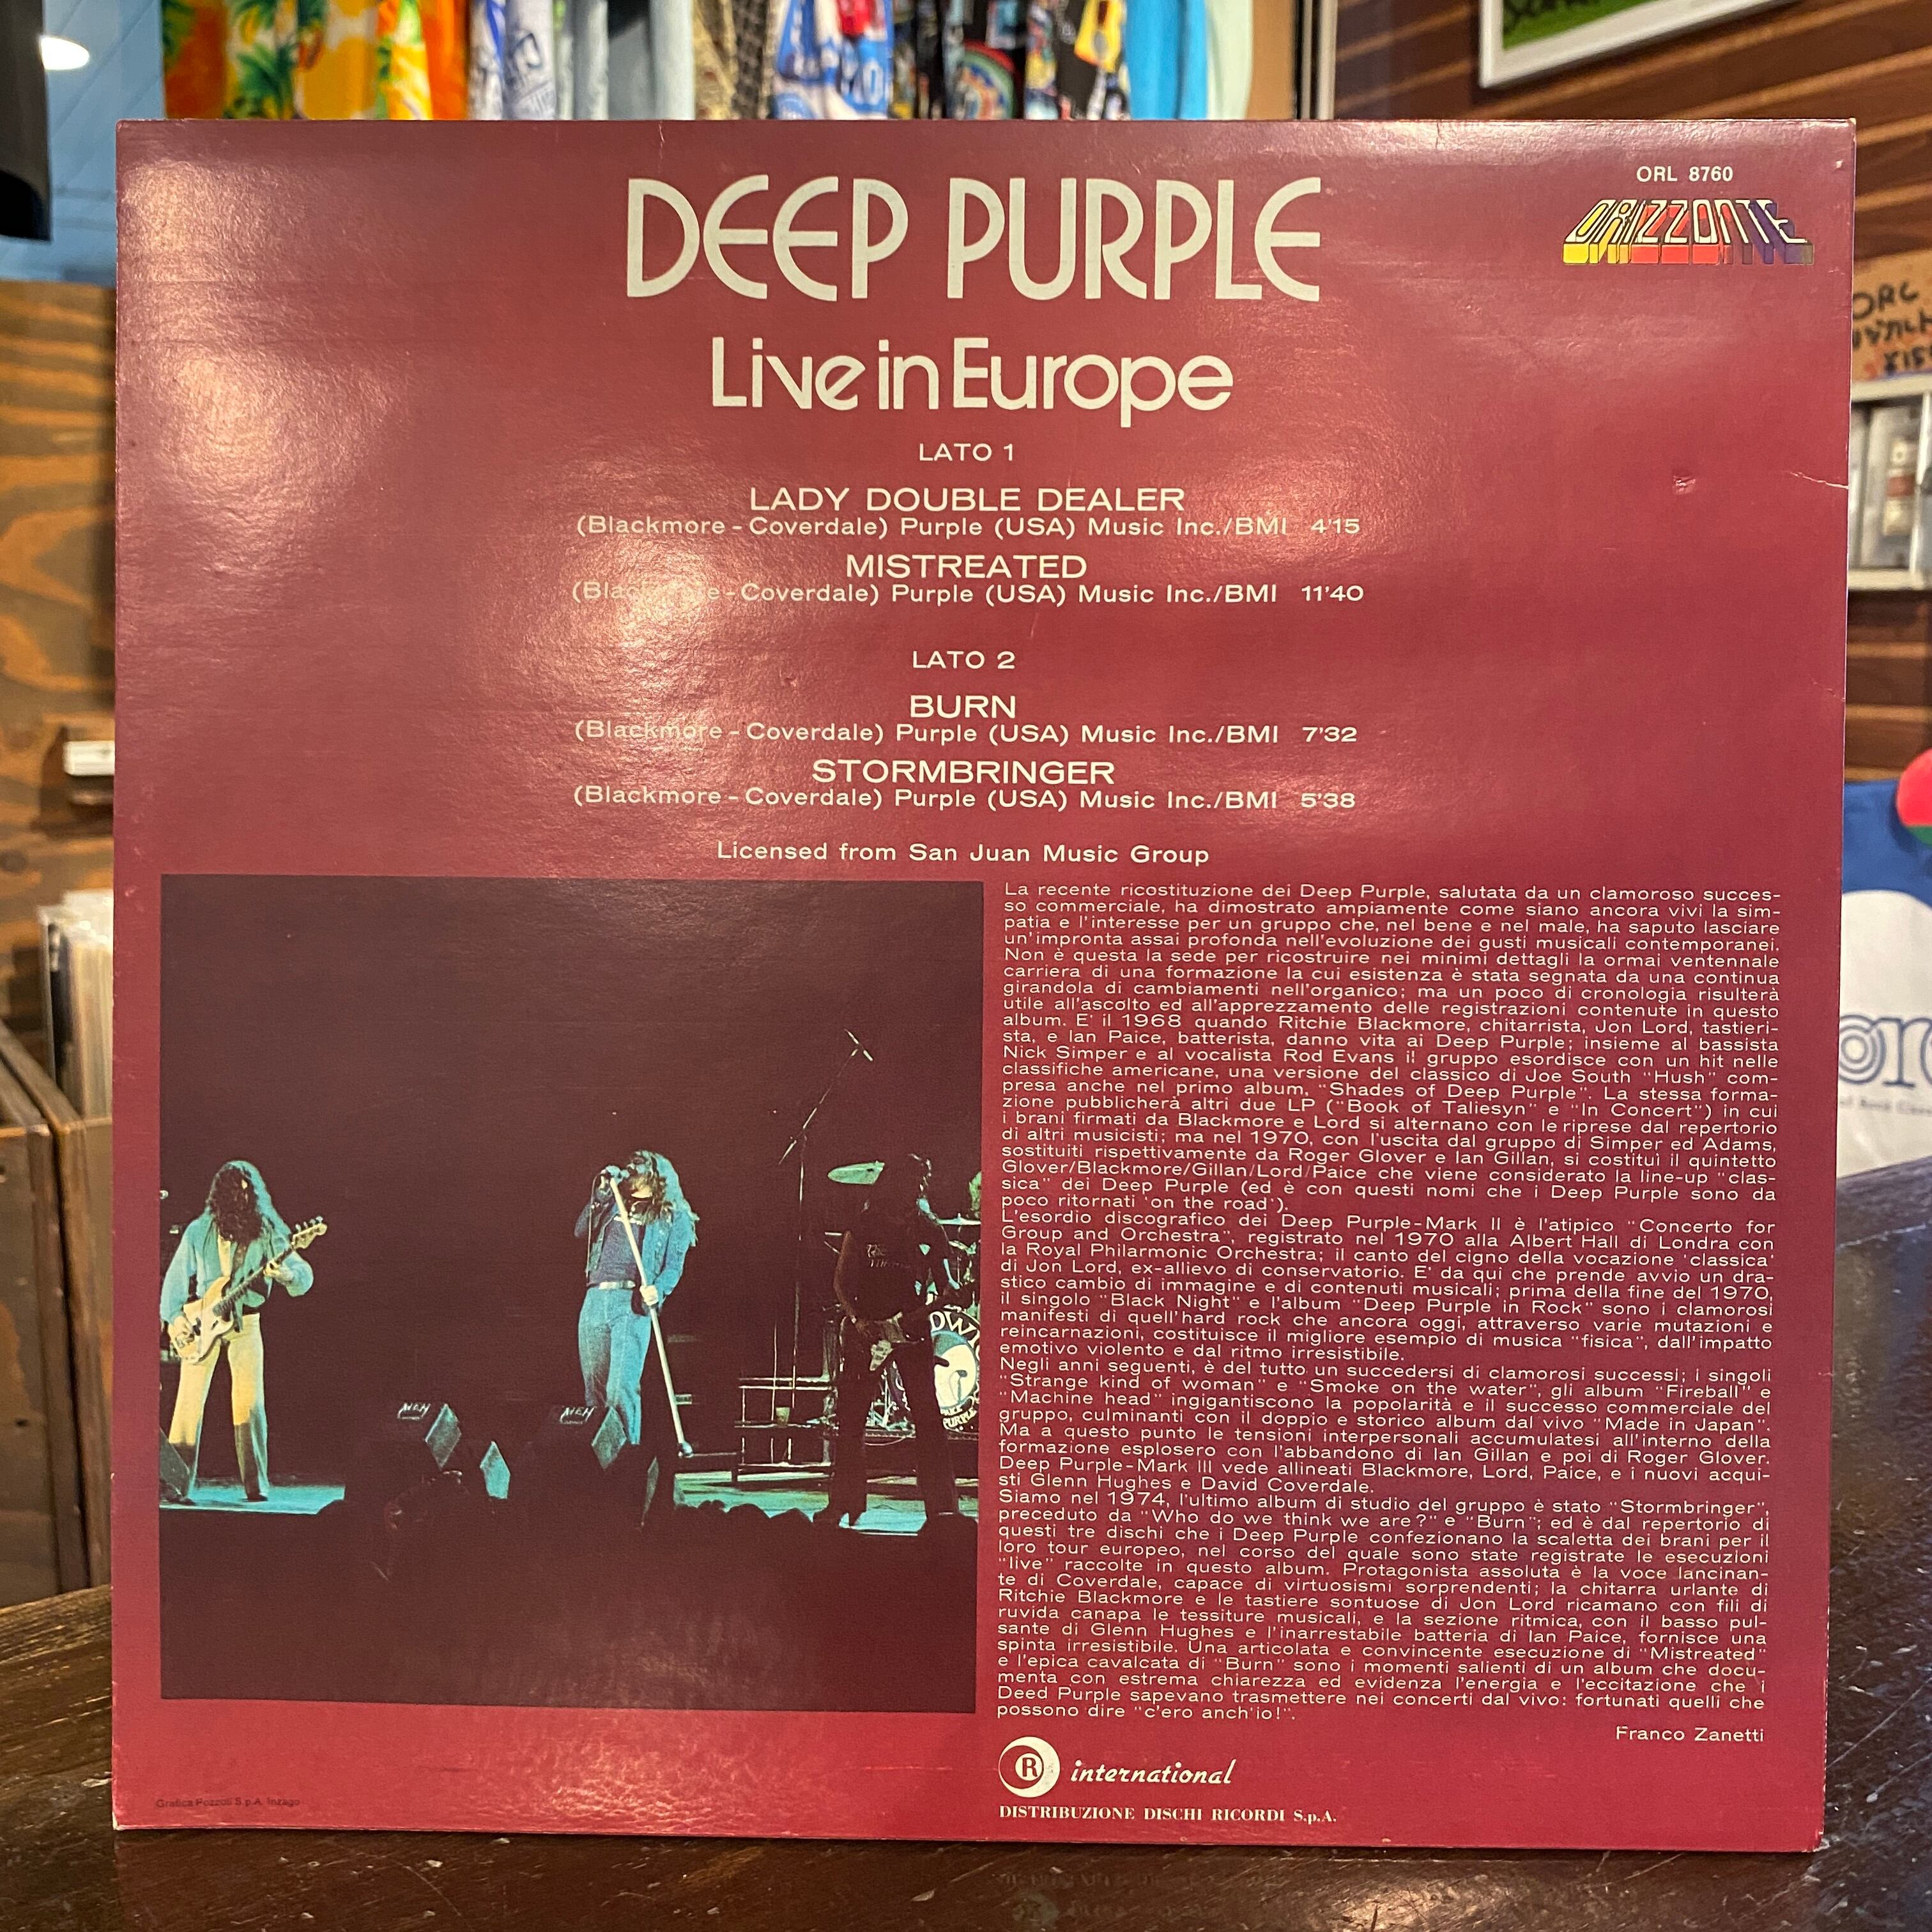 ORL 8760
ORIZZONTE
DEEP PURPLE
Live in Europe
LATO 1
LADY DOUBLE DEALER
(Blackmore - Coverdale) Purple (USA) Music Inc./BMI 4'15
MISTREATED
(Blackmore - Coverdale) Purple (USA) Music Inc./BMI 11'40
LATO 2
BURN
(Blackmore - Coverdale) Purple (USA) Music Inc./BMI 7'32
STORMBRINGER
(Blackmore - Coverdale) Purple (USA) Music Inc./BMI 5'38
Licensed from San Juan Music Group
La recente ricostituzione dei Deep Purple, salutata da un clamoroso succes-
so commerciale, ha dimostrato ampiamente come siano ancora vivi la sim-
patia e l'interesse per un gruppo che, nel bene e nel male, ha saputo lasciare
un'impronta assai profonda nell'evoluzione dei gusti musicali contemporanei.
Non è questa la sede per ricostruire nei minimi dettagli la ormai ventennale
carriera di una formazione la cui esistenza è stata segnata da una continua
girandola di cambiamenti nell'organico; ma un poco di cronologia risulterà
utile all'ascolto ed all'apprezzamento delle registrazioni contenute in questo
album. E' il 1968 quando Ritchie Blackmore, chitarrista, Jon Lord, tastieri-
sta, e Ian Paice, batterista, danno vita ai Deep Purple; insieme al bassista
Nick Simper e al vocalista Rod Evans il gruppo esordisce con un hit nelle
classifiche americane, una versione del classico di Joe South "Hush" com-
presa anche nel primo album, "Shades of Deep Purple". La stessa forma-
zione pubblicherà altri due LP ("Book of Taliesyn" e "In Concert") in cui
i brani firmati da Blackmore e Lord si alternano con le riprese dal repertorio
di altri musicisti; ma nel 1970, con l'uscita dal gruppo di Simper ed Adams,
sostituiti rispettivamente da Roger Glover e Ian Gillan, si costituì il quintetto
Glover/Blackmore/Gillan/Lord/Paice che viene considerato la line-up "clas-
sica" dei Deep Purple (ed è con questi nomi che i Deep Purple sono da
poco ritornati 'on the road').
L'esordio discografico dei Deep Purple-Mark II è l'atipico "Concerto for
Group and Orchestra", registrato nel 1970 alla Albert Hall di Londra con
la Royal Philarmonic Orchestra; il canto del cigno della vocazione 'classica'
di Jon Lord, ex-allievo di conservatorio. E' da qui che prende avvio un dra-
stico cambio di immagine e di contenuti musicali; prima della fine del 1970,
il singolo "Black Night" e l'album "Deep Purple in Rock" sono i clamorosi
manifesti di quell'hard rock che ancora oggi, attraverso varie mutazioni e
reincarnazioni, costituisce il migliore esempio di musica "fisica", dall'impatto
emotivo violento e dal ritmo irresistibile.
Negli anni seguenti, è del tutto un succedersi di clamorosi successi; i singoli
"Strange kind of woman" e "Smoke on the water", gli album "Fireball" e
"Machine head" ingigantiscono la popolarità e il successo commerciale del
gruppo, culminanti con il doppio e storico album dal vivo "Made in Japan".
Ma a questo punto le tensioni interpersonali accumulatesi all'interno della
formazione esplosero con l'abbandono di Ian Gillan e poi di Roger Glover.
Deep Purple-Mark III vede allineati Blackmore, Lord, Paice, e i nuovi acqui-
sti Glenn Hughes e David Coverdale.
Siamo nel 1974, l'ultimo album di studio del gruppo è stato "Stormbringer",
preceduto da "Who do we think we are?" e "Burn"; ed è dal repertorio di
questi tre dischi che i Deep Purple confezionano la scaletta dei brani per il
loro tour europeo, nel corso del quale sono state registrate le esecuzioni
"live" raccolte in questo album. Protagonista assoluta è la voce lancinan-
te di Coverdale, capace di virtuosismi sorprendenti; la chitarra urlante di
Ritchie Blackmore e le tastiere sontuose di Jon Lord ricamano con fili di
ruvida canapa le tessiture musicali, e la sezione ritmica, con il basso pul-
sante di Glenn Hughes e l'inarrestabile batteria di Ian Paice, fornisce una
spinta irresistibile. Una articolata e convincente esecuzione di "Mistreated"
e l'epica cavalcata di "Burn" sono i momenti salienti di un album che docu-
menta con estrema chiarezza ed evidenza l'energia e l'eccitazione che i
Deed Purple sapevano trasmettere nei concerti dal vivo: fortunati quelli che
possono dire "c'ero anch'io!".
Franco Zanetti
R international
DISTRIBUZIONE DISCHI RICORDI S.p.A.
Grafica Pozzoli S.p.A. Inzago